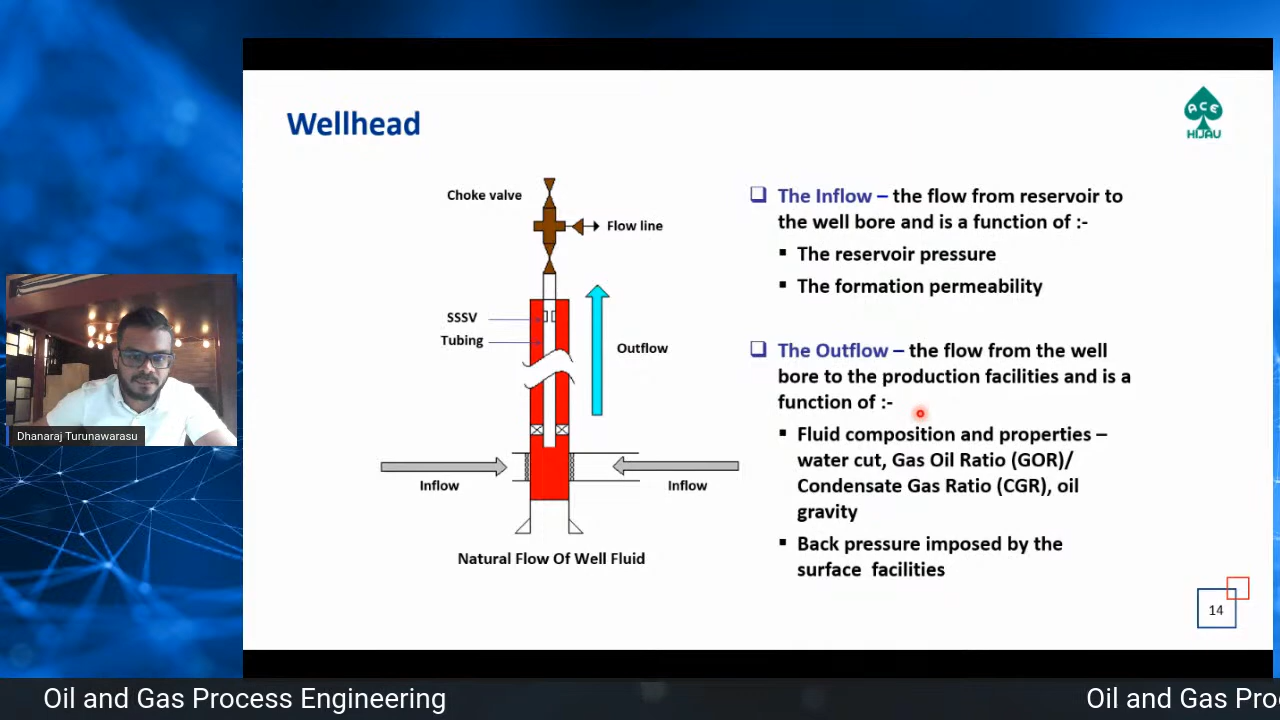 Wellhead
ACE
HIJAU
Choke valve
Flow line
SSSV
Tubing
Outflow
Inflow
Inflow
Natural Flow Of Well Fluid
The Inflow – the flow from reservoir to
the well bore and is a function of :-
The reservoir pressure
The formation permeability
The Outflow – the flow from the well
bore to the production facilities and is a
function of :-
Fluid composition and properties –
water cut, Gas Oil Ratio (GOR)/
Condensate Gas Ratio (CGR), oil
gravity
Back pressure imposed by the
surface facilities
14
Dhanaraj Turunawarasu
Oil and Gas Process Engineering
Oil and Gas Pro